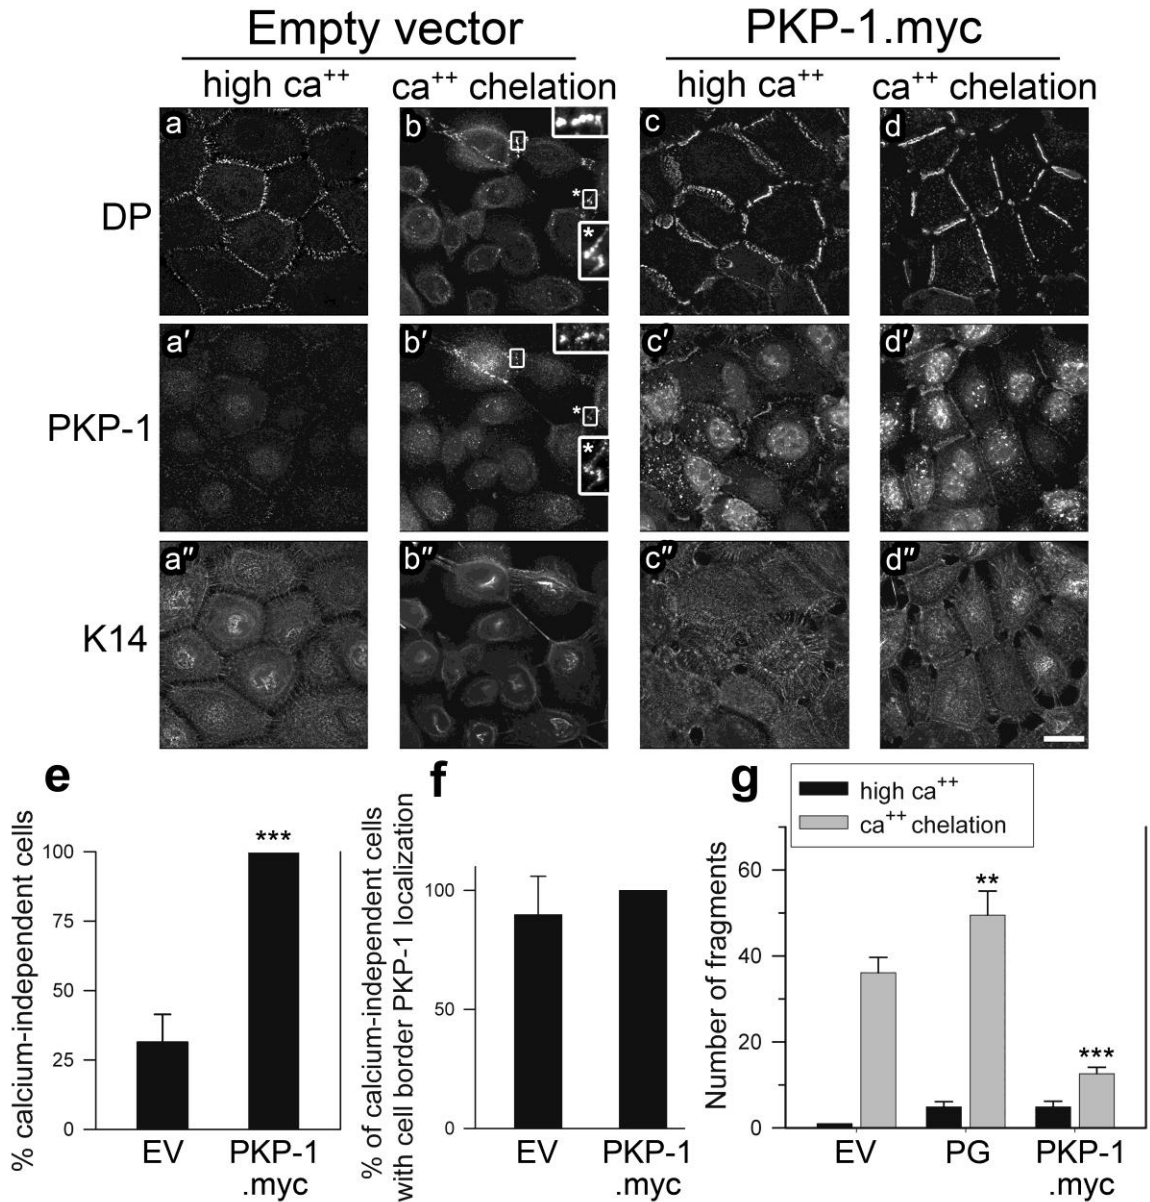 Empty vector PKP-1.myc
high ca++ ca++ chelation high ca++ ca++ chelation
a b c d
*
*
DP
a′ b′ c′ d′
*
*
PKP-1
a″ b″ c″ d″
K14
e f g
high ca++
ca++ chelation
% calcium-independent cells
100
75
50
25
0
***
EV PKP-1
.myc
% of calcium-independent cells
with cell border PKP-1 localization
100
50
0
EV PKP-1
.myc
Number of fragments
60
40
20
0
**
***
EV PG PKP-1
.myc